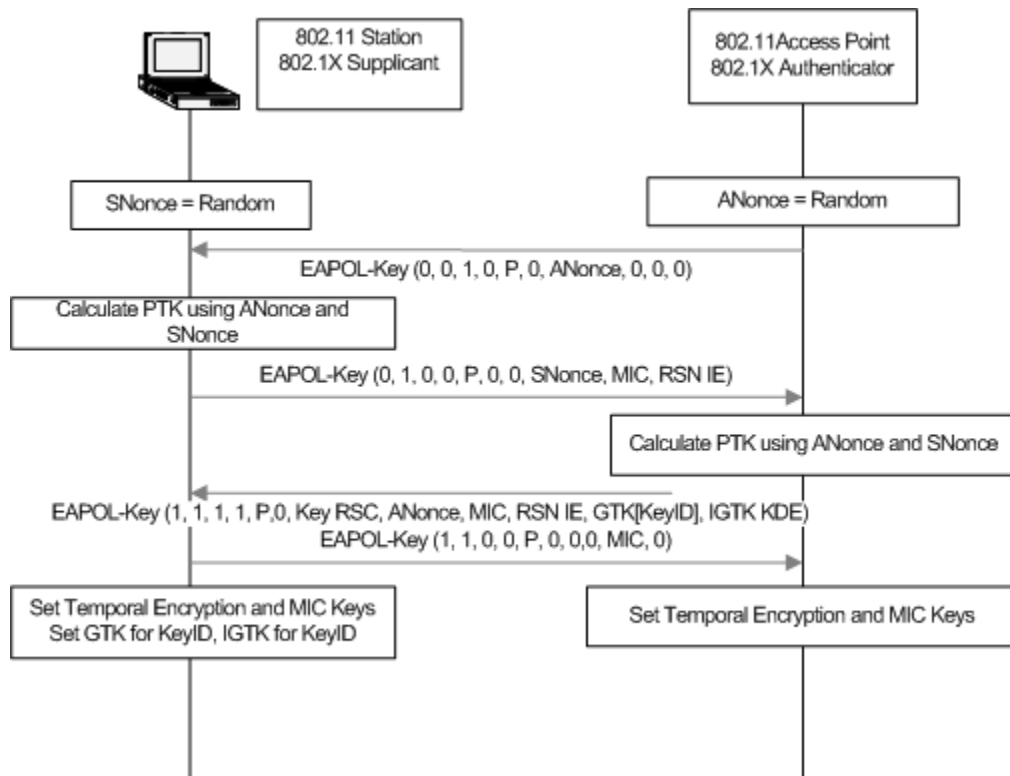 802.11 Station
802.1X Supplicant
802.11Access Point
802.1X Authenticator
SNonce = Random
ANonce = Random
EAPOL-Key (0, 0, 1, 0, P, 0, ANonce, 0, 0, 0)
Calculate PTK using ANonce and
SNonce
EAPOL-Key (0, 1, 0, 0, P, 0, 0, SNonce, MIC, RSN IE)
Calculate PTK using ANonce and SNonce
EAPOL-Key (1, 1, 1, 1, P,0, Key RSC, ANonce, MIC, RSN IE, GTK[KeyID], IGTK KDE)
EAPOL-Key (1, 1, 0, 0, P, 0, 0,0, MIC, 0)
Set Temporal Encryption and MIC Keys
Set GTK for KeyID, IGTK for KeyID
Set Temporal Encryption and MIC Keys